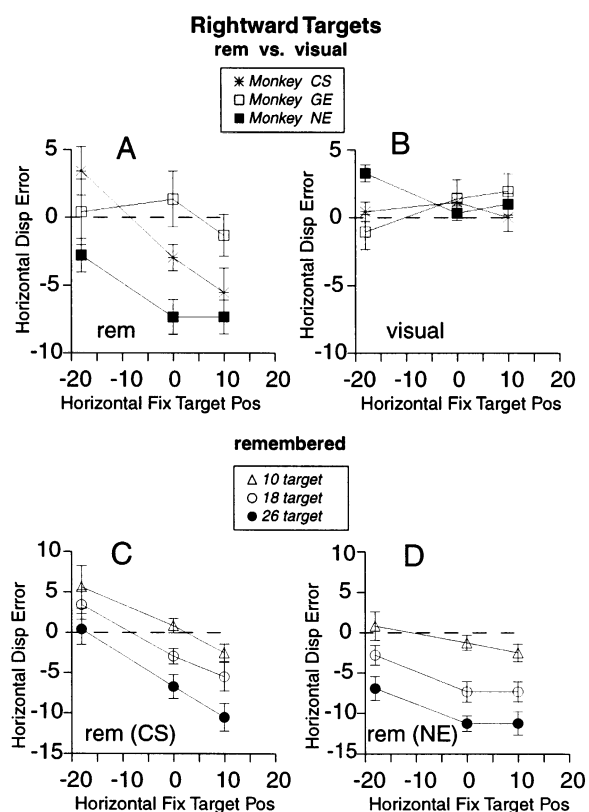 Rightward Targets
rem vs. visual
Monkey CS
Monkey GE
Monkey NE
A
B
5
0
-5
-10
Horizontal Disp Error
rem
-20 -10 0 10 20
Horizontal Fix Target Pos
5
0
-5
-10
Horizontal Disp Error
visual
-20 -10 0 10 20
Horizontal Fix Target Pos
remembered
10 target
18 target
26 target
C
D
10
5
0
-5
-10
-15
Horizontal Disp Error
rem (CS)
-20 -10 0 10 20
Horizontal Fix Target Pos
10
5
0
-5
-10
-15
Horizontal Disp Error
rem (NE)
-20 -10 0 10 20
Horizontal Fix Target Pos